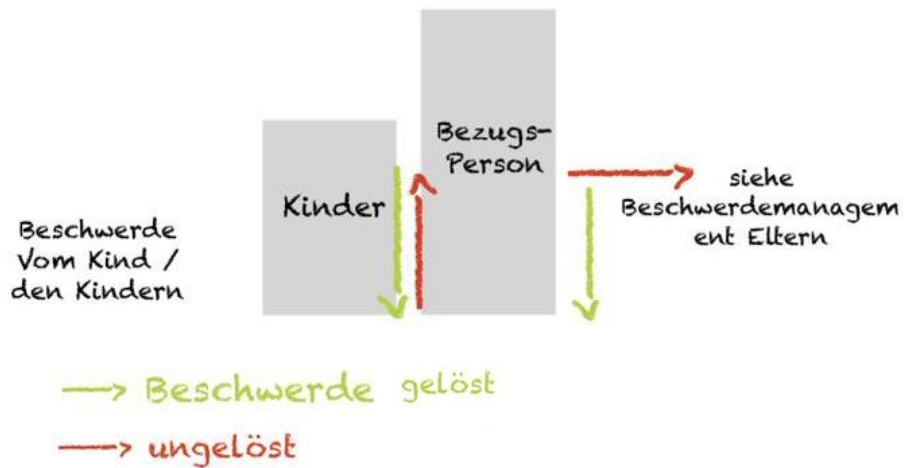 Bezugs-
Person
Kinder
siehe
Beschwerdemanagem
ent Eltern
Beschwerde
Vom Kind /
den Kindern
Beschwerde gelöst
ungelöst